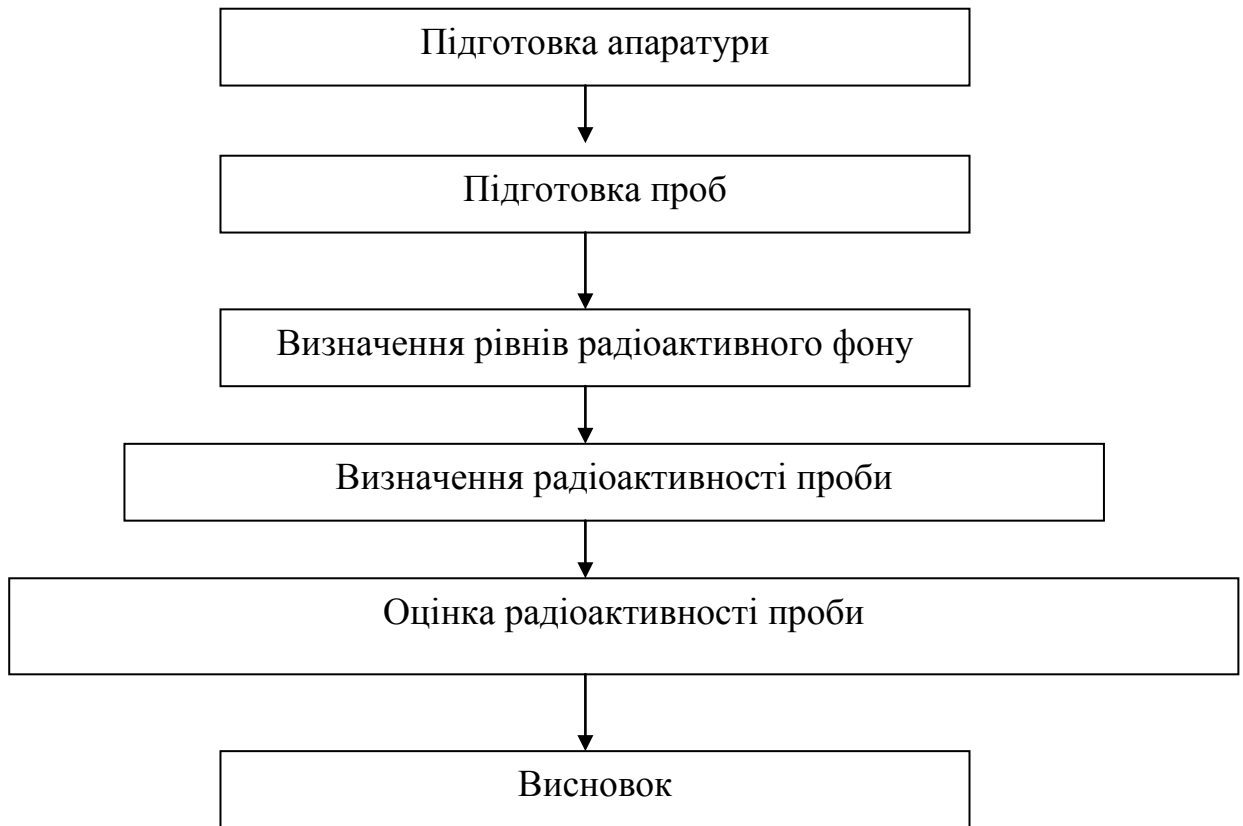 Підготовка апаратури
Підготовка проб
Визначення рівнів радіоактивного фону
Визначення радіоактивності проби
Оцінка радіоактивності проби
Висновок